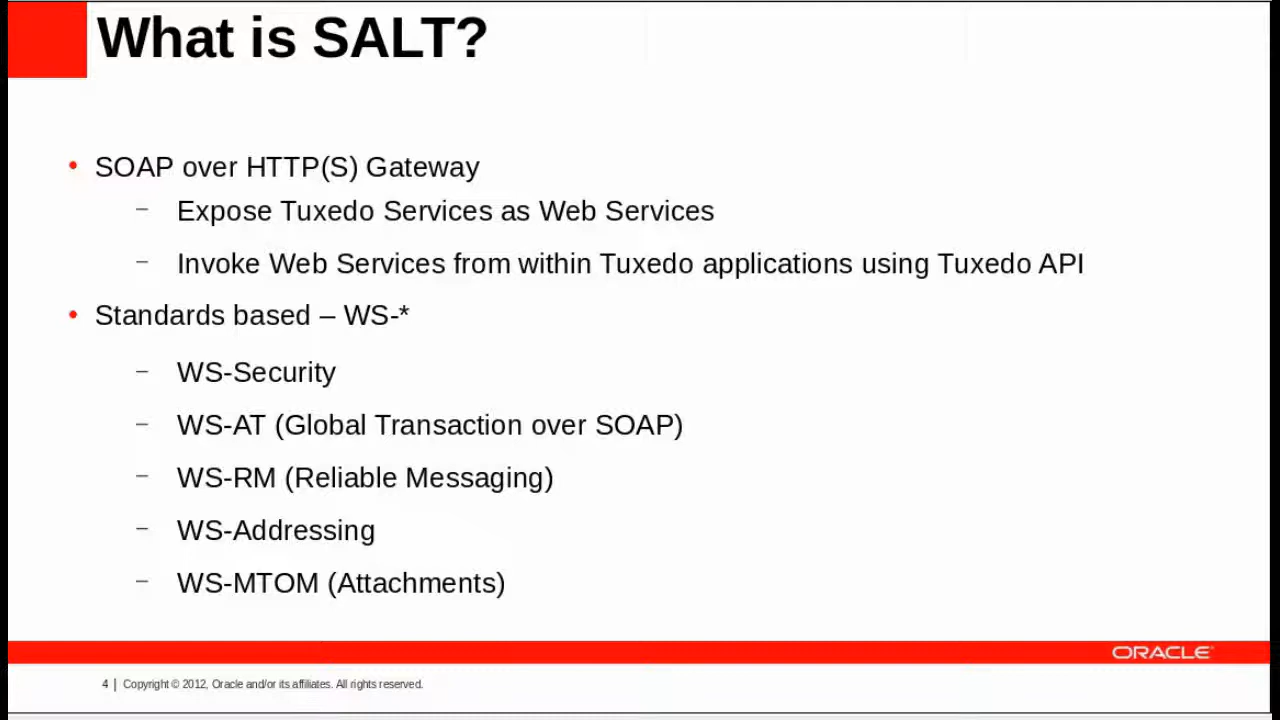 What is SALT?
• SOAP over HTTP(S) Gateway
– Expose Tuxedo Services as Web Services
– Invoke Web Services from within Tuxedo applications using Tuxedo API
• Standards based – WS-*
– WS-Security
– WS-AT (Global Transaction over SOAP)
– WS-RM (Reliable Messaging)
– WS-Addressing
– WS-MTOM (Attachments)
ORACLE
4 | Copyright © 2012, Oracle and/or its affiliates. All rights reserved.